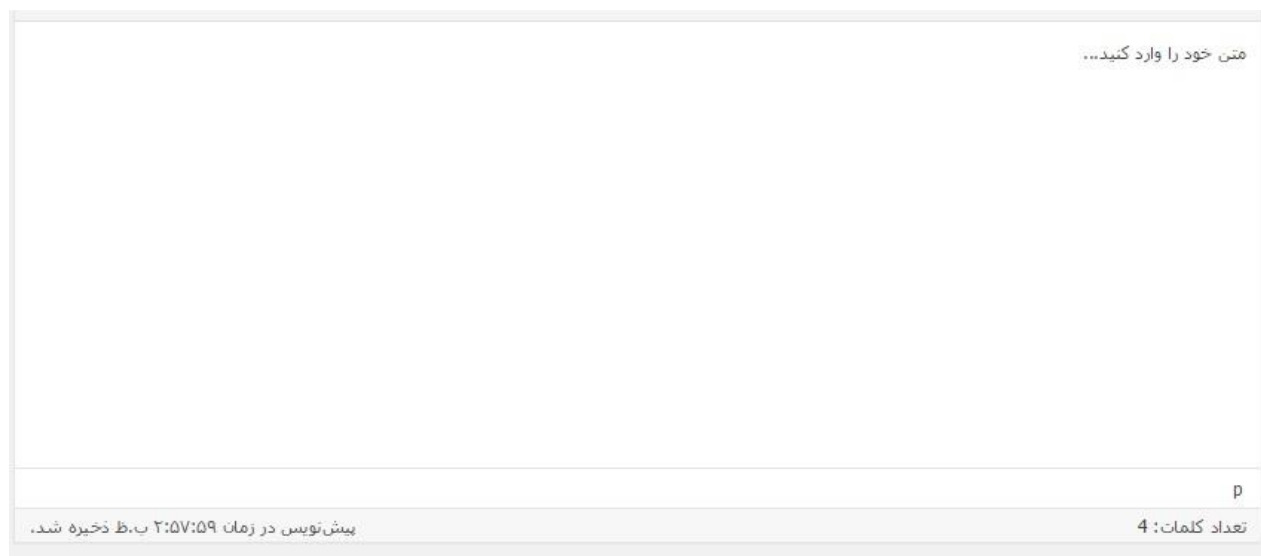 متن خود را وارد کنید...
p
تعداد کلمات: 4
پیش‌نویس در زمان ۲:۵۷:۵۹ ب.ظ ذخیره شد.